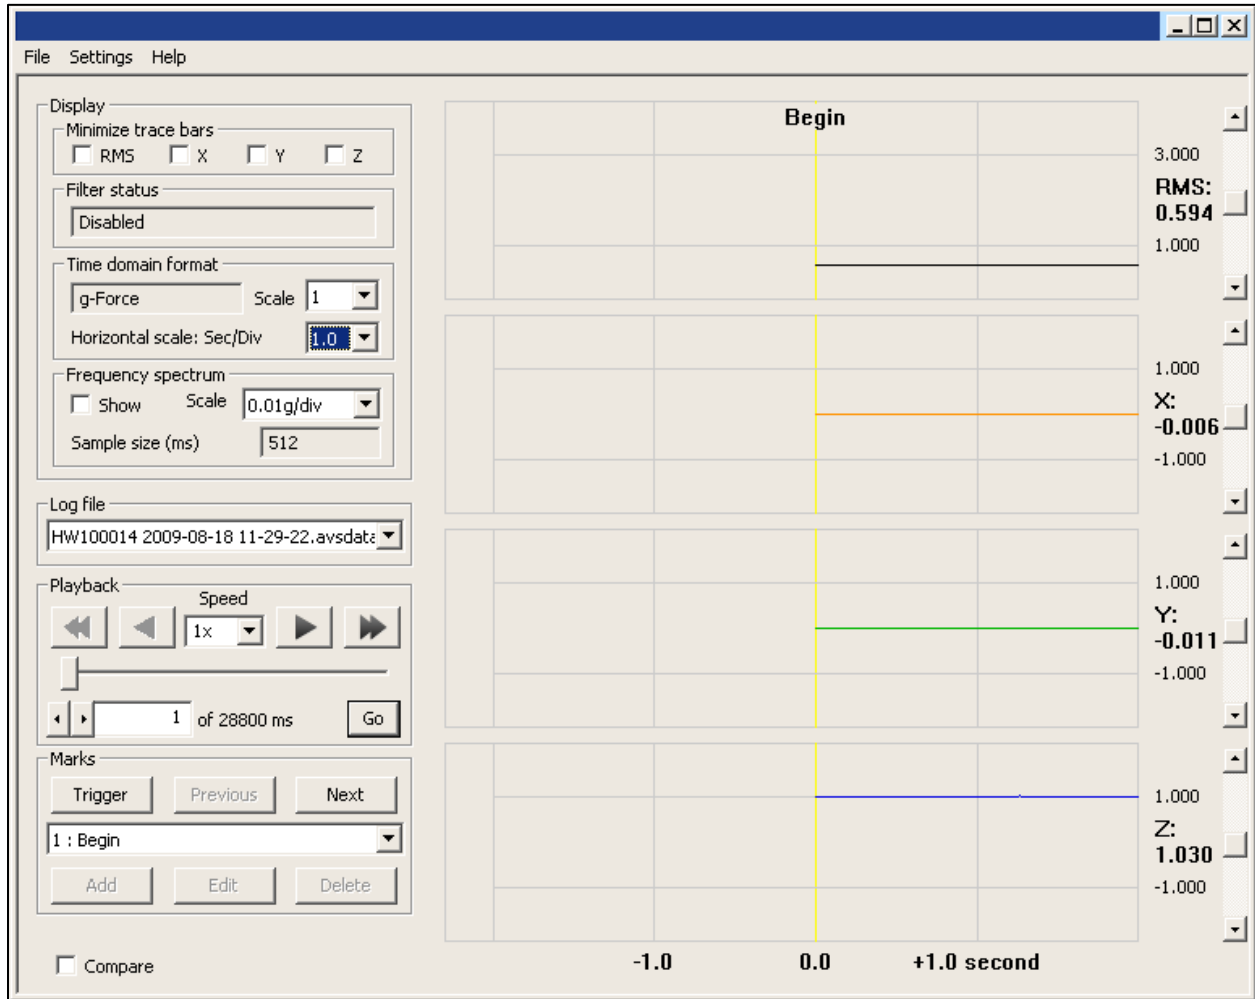 File Settings Help
Display
Minimize trace bars
RMS X Y Z
Filter status
Disabled
Time domain format
g-Force Scale 1
Horizontal scale: Sec/Div 1.0
Frequency spectrum
Show Scale 0.01g/div
Sample size (ms) 512
Log file
HW100014 2009-08-18 11-29-22.avsdata
Playback
Speed
1x
1 of 28800 ms Go
Marks
Trigger Previous Next
1 : Begin
Add Edit Delete
Compare
Begin
3.000
RMS:
0.594
1.000
1.000
X:
-0.006
-1.000
1.000
Y:
-0.011
-1.000
1.000
Z:
1.030
-1.000
-1.0 0.0 +1.0 second